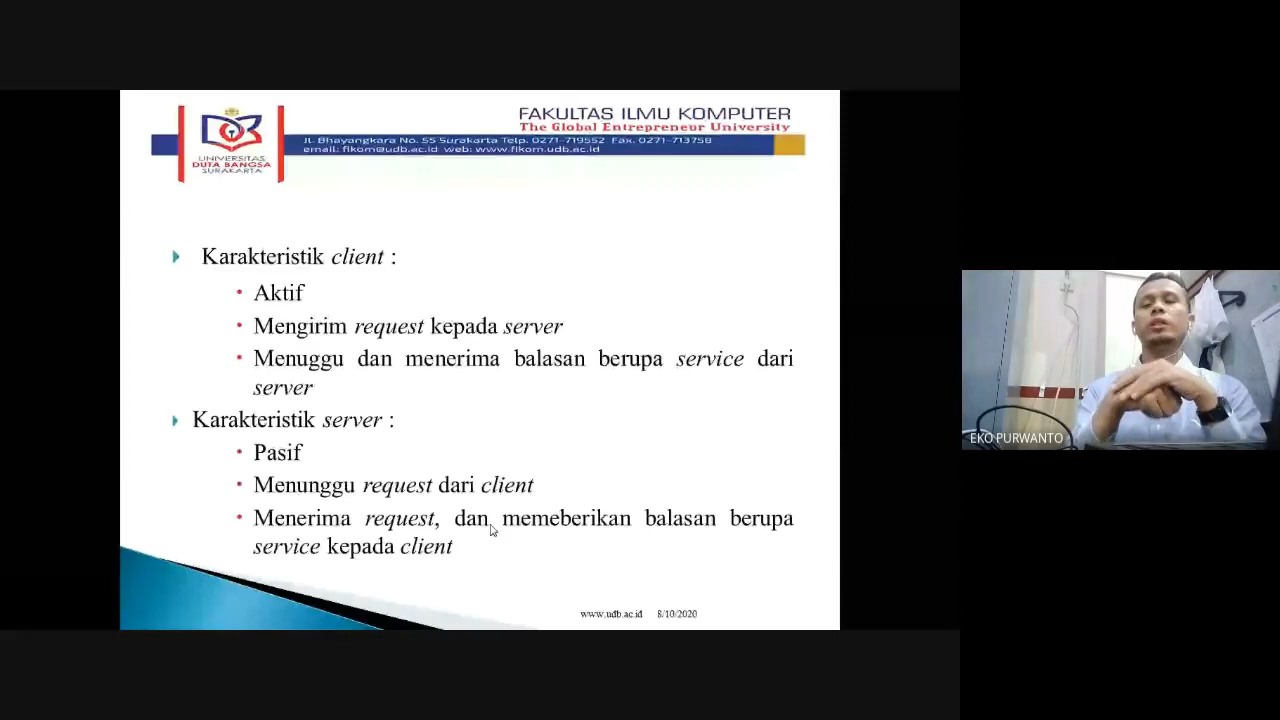 FAKULTAS ILMU KOMPUTER
The Global Entrepreneur University
JL. Bhayangkara No. 55 Surakarta Telp. 0271-719552 Fax. 0271-713758
email: fikom@udb.ac.id web: www.fikom.udb.ac.id
UNIVERSITAS
DUTA BANGSA
SURAKARTA
Karakteristik client :
Aktif
Mengirim request kepada server
Menuggu dan menerima balasan berupa service dari
server
Karakteristik server :
Pasif
Menunggu request dari client
Menerima request, dan memeberikan balasan berupa
service kepada client
www.udb.ac.id 8/10/2020
EKO PURWANTO